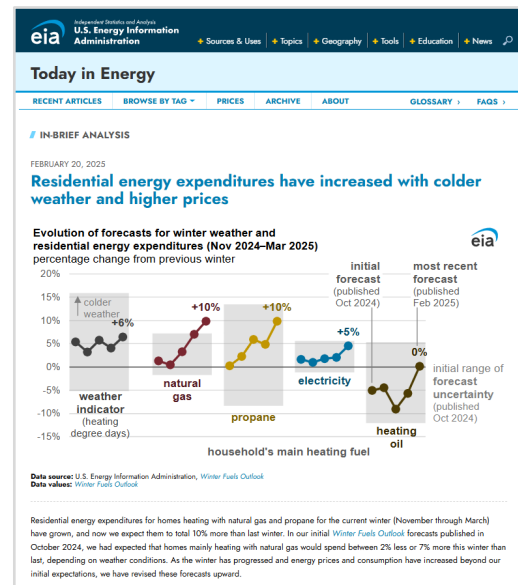 eia
Independent Statistics and Analysis
U.S. Energy Information
Administration
+ Sources & Uses + Topics + Geography + Tools + Education + News
Today in Energy
RECENT ARTICLES BROWSE BY TAG PRICES ARCHIVE ABOUT GLOSSARY › FAQS ›
IN-BRIEF ANALYSIS
FEBRUARY 20, 2025
Residential energy expenditures have increased with colder
weather and higher prices
Evolution of forecasts for winter weather and
residential energy expenditures (Nov 2024–Mar 2025)
percentage change from previous winter
eia
20%
15%
10%
5%
0%
-5%
-10%
-15%
colder
weather
+6%
weather
indicator
(heating
degree days)
+10%
natural
gas
+10%
propane
+5%
electricity
initial
forecast
(published
Oct 2024)
most recent
forecast
(published
Feb 2025)
0%
heating
oil
initial range of
forecast
uncertainty
(published
Oct 2024)
household's main heating fuel
Data source: U.S. Energy Information Administration, Winter Fuels Outlook
Data values: Winter Fuels Outlook
Residential energy expenditures for homes heating with natural gas and propane for the current winter (November through March)
have grown, and now we expect them to total 10% more than last winter. In our initial Winter Fuels Outlook forecasts published in
October 2024, we had expected that homes mainly heating with natural gas would spend between 2% less or 7% more this winter than
last, depending on weather conditions. As the winter has progressed and energy prices and consumption have increased beyond our
initial expectations, we have revised these forecasts upward.